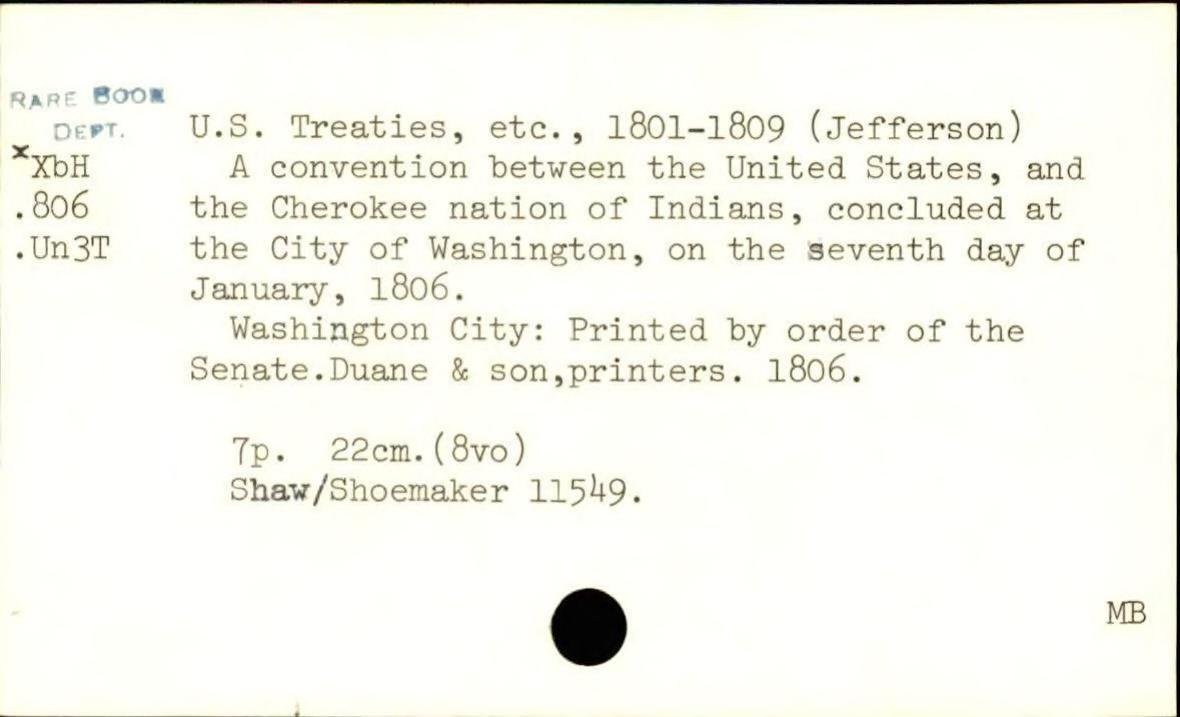 RARE BOOK
DEPT.
U.S. Treaties, etc., 1801-1809 (Jefferson)
xXbH
A convention between the United States, and
.806
the Cherokee nation of Indians, concluded at
.Un3T
the City of Washington, on the seventh day of
January, 1806.
Washington City: Printed by order of the
Senate.Duane & son,printers. 1806.
7p. 22cm.(8vo)
Shaw/Shoemaker 11549.
MB